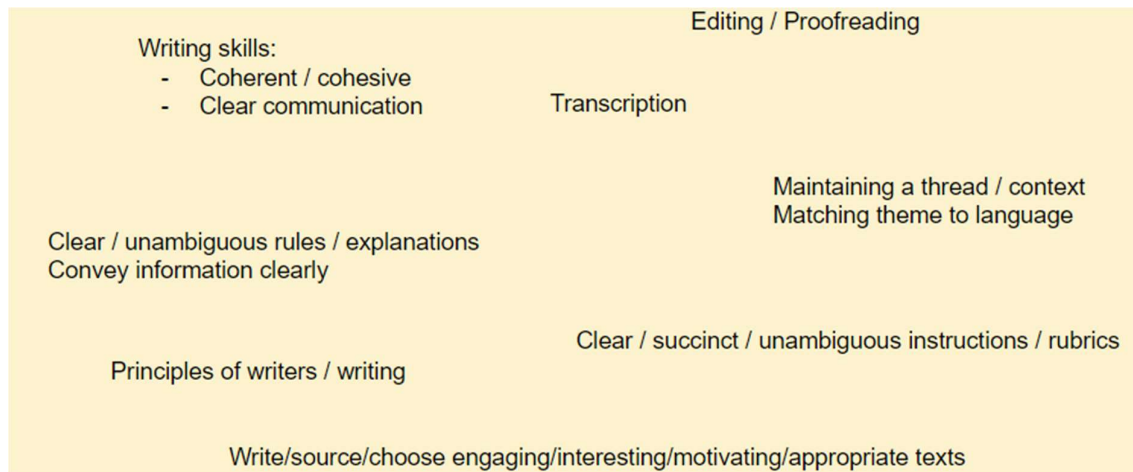 Editing / Proofreading
Writing skills:
- Coherent / cohesive
- Clear communication
Transcription
Maintaining a thread / context
Matching theme to language
Clear / unambiguous rules / explanations
Convey information clearly
Clear / succinct / unambiguous instructions / rubrics
Principles of writers / writing
Write/source/choose engaging/interesting/motivating/appropriate texts